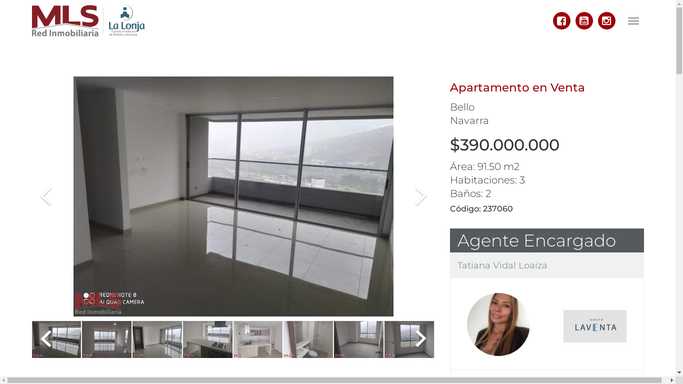 MLS
Red Inmobiliaria
La Lonja
Apartamento en Venta
Bello
Navarra
$390.000.000
Área: 91.50 m2
Habitaciones: 3
Baños: 2
Código: 237060
REDMI NOTE 8
AI QUAD CAMERA
Red Inmobiliaria
Agente Encargado
Tatiana Vidal Loaiza
LAVENTA